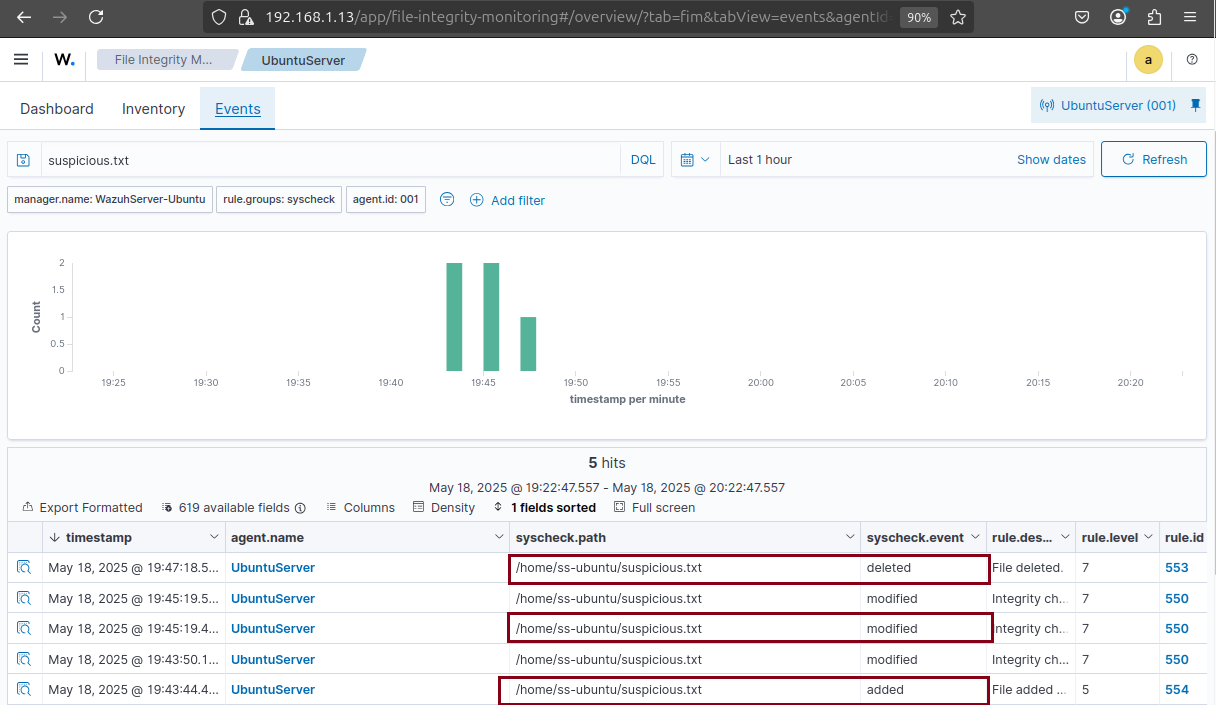 192.168.1.13/app/file-integrity-monitoring#/overview/?tab=fim&tabView=events&agentId 90%
W. File Integrity M... UbuntuServer a
Dashboard Inventory Events UbuntuServer (001)
suspicious.txt DQL Last 1 hour Show dates Refresh
manager.name: WazuhServer-Ubuntu rule.groups: syscheck agent.id: 001 Add filter
2
1.5
1
0.5
0
Count
19:25 19:30 19:35 19:40 19:45 19:50 19:55 20:00 20:05 20:10 20:15 20:20
timestamp per minute
5 hits
May 18, 2025 @ 19:22:47.557 - May 18, 2025 @ 20:22:47.557
Export Formatted 619 available fields Columns Density 1 fields sorted Full screen
timestamp agent.name syscheck.path syscheck.event rule.des... rule.level rule.id
May 18, 2025 @ 19:47:18.5... UbuntuServer /home/ss-ubuntu/suspicious.txt deleted File deleted. 7 553
May 18, 2025 @ 19:45:19.5... UbuntuServer /home/ss-ubuntu/suspicious.txt modified Integrity ch... 7 550
May 18, 2025 @ 19:45:19.4... UbuntuServer /home/ss-ubuntu/suspicious.txt modified Integrity ch... 7 550
May 18, 2025 @ 19:43:50.1... UbuntuServer /home/ss-ubuntu/suspicious.txt modified Integrity ch... 7 550
May 18, 2025 @ 19:43:44.4... UbuntuServer /home/ss-ubuntu/suspicious.txt added File added ... 5 554